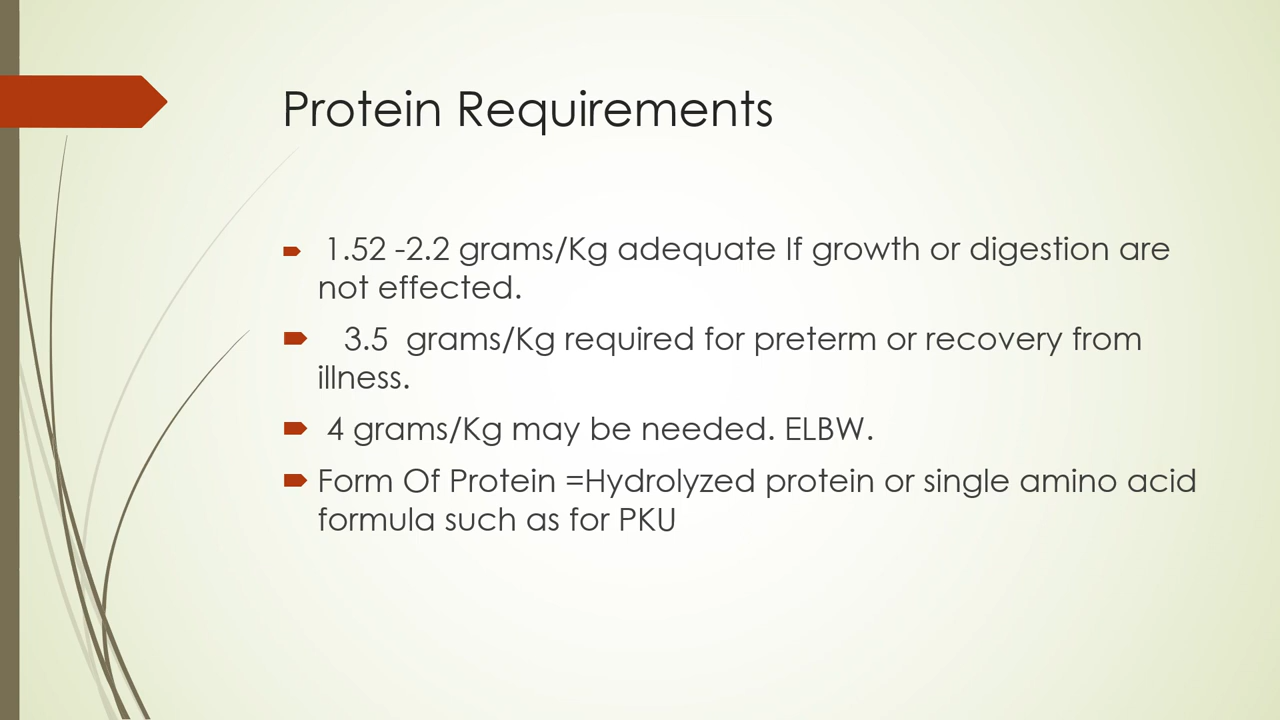 Protein Requirements
1.52 -2.2 grams/Kg adequate If growth or digestion are
not effected.
3.5 grams/Kg required for preterm or recovery from
illness.
4 grams/Kg may be needed. ELBW.
Form Of Protein =Hydrolyzed protein or single amino acid
formula such as for PKU